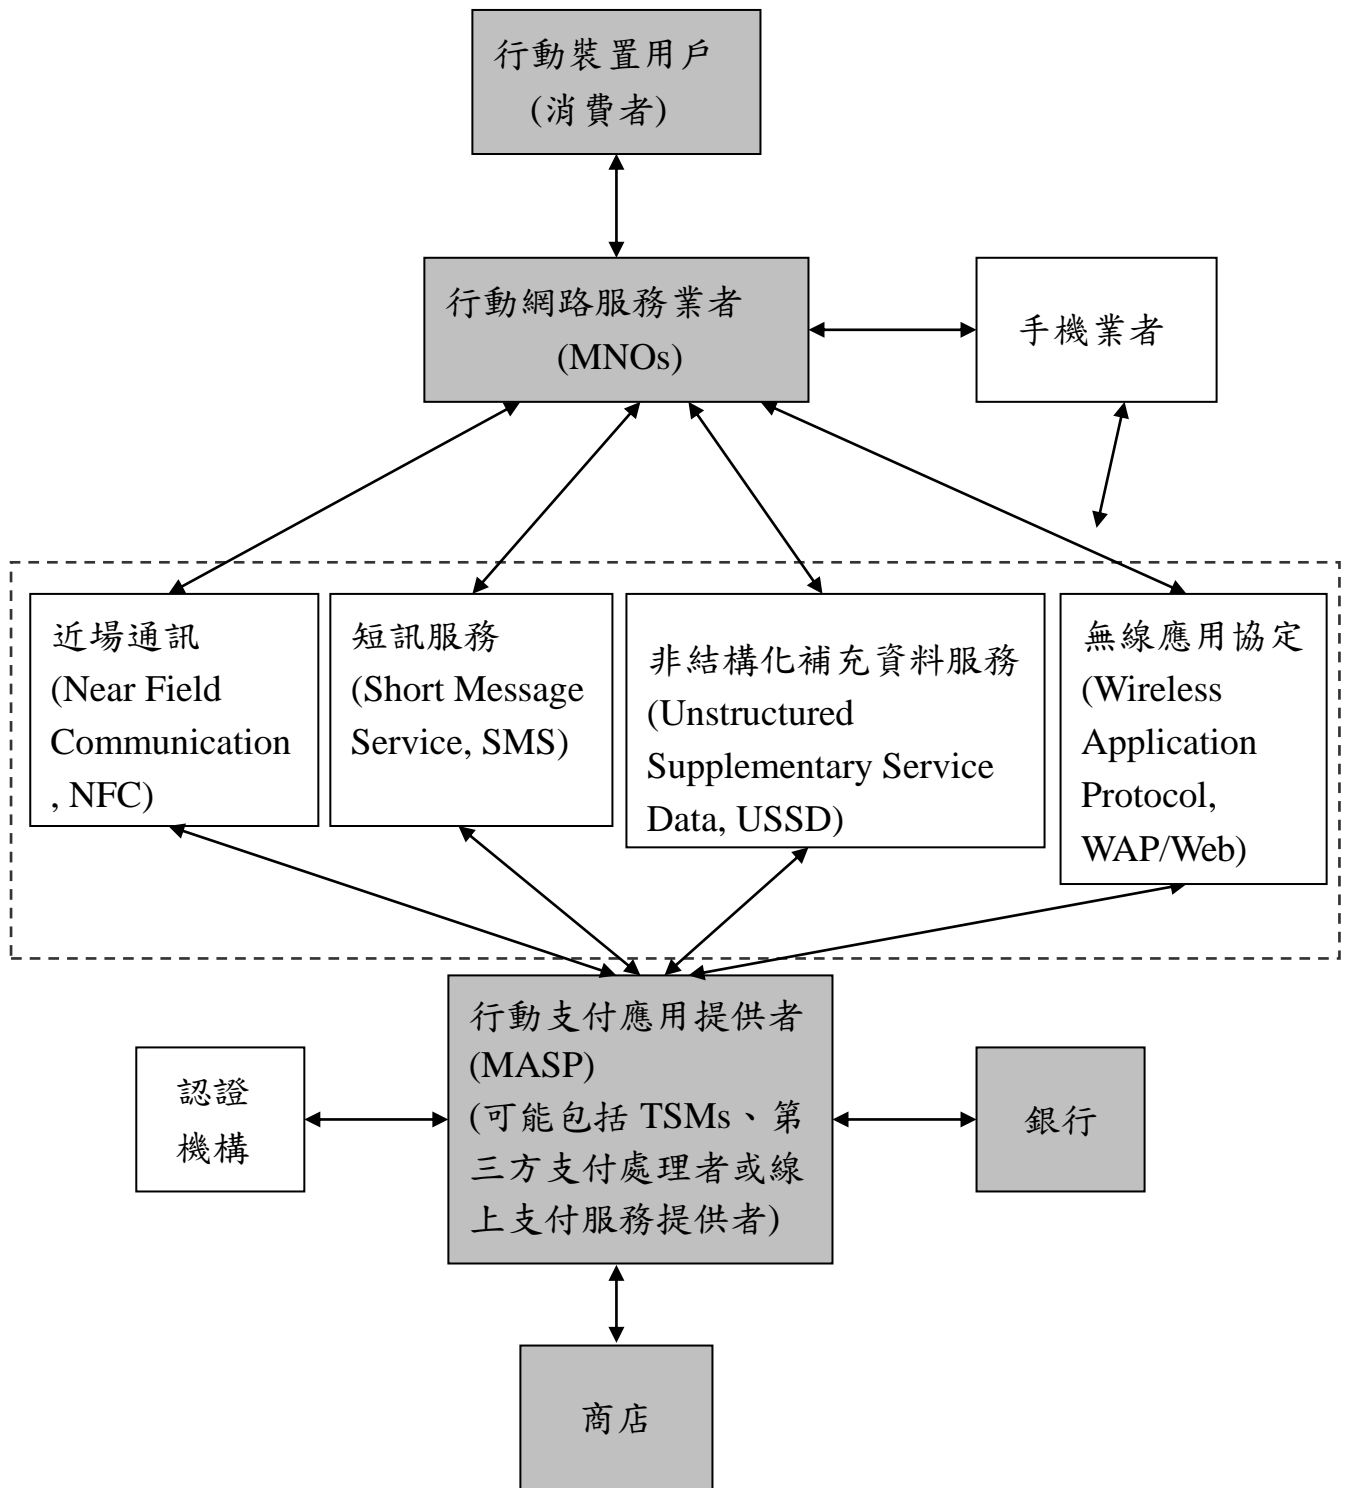 行動裝置用戶
(消費者)
行動網路服務業者
(MNOs)
手機業者
近場通訊
(Near Field
Communication
, NFC)
短訊服務
(Short Message
Service, SMS)
非結構化補充資料服務
(Unstructured
Supplementary Service
Data, USSD)
無線應用協定
(Wireless
Application
Protocol,
WAP/Web)
行動支付應用提供者
(MASP)
(可能包括 TSMs、第
三方支付處理者或線
上支付服務提供者)
認證
機構
銀行
商店